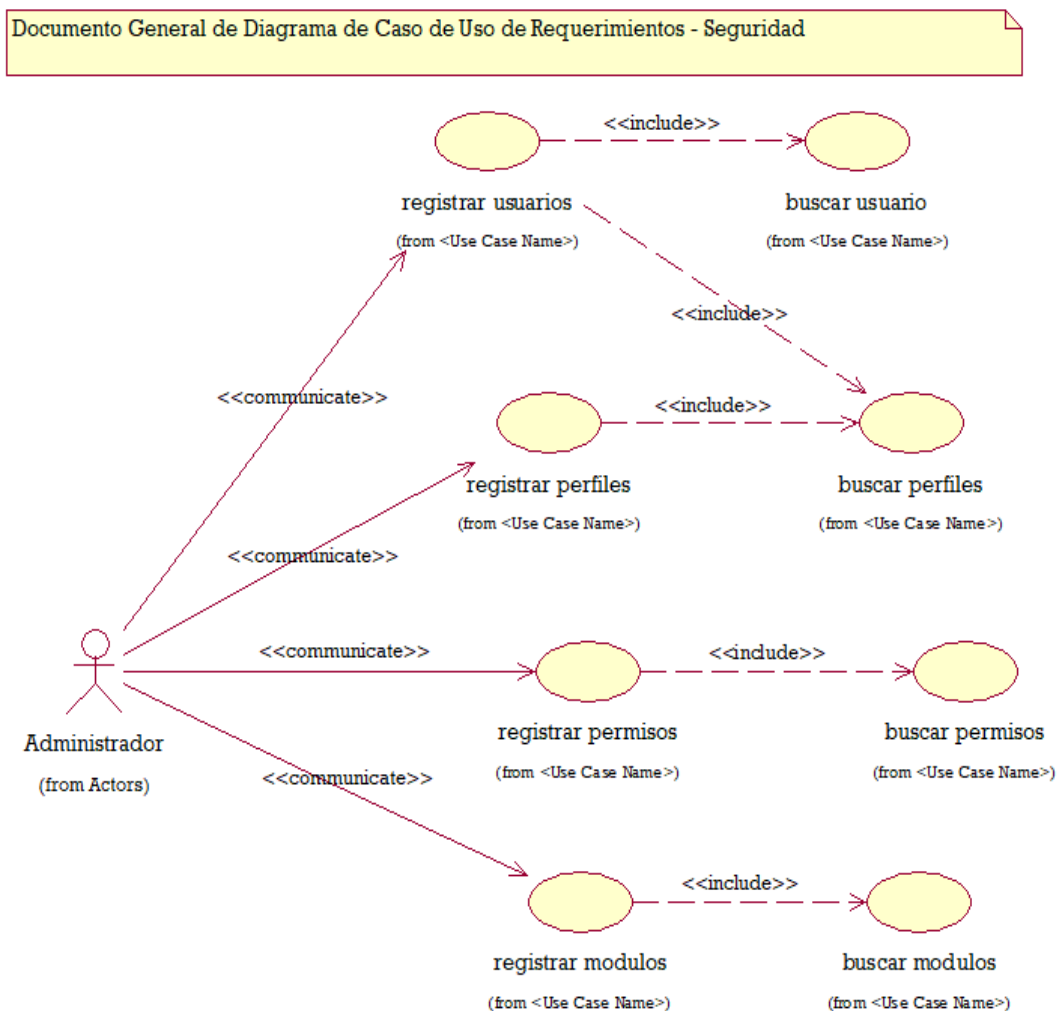 Documento General de Diagrama de Caso de Uso de Requerimientos - Seguridad
<<include>>
registrar usuarios
buscar usuario
(from <Use Case Name>)
(from <Use Case Name>)
<<include>>
<<communicate>>
<<include>>
registrar perfiles
buscar perfiles
(from <Use Case Name>)
(from <Use Case Name>)
<<communicate>>
<<communicate>>
<<include>>
Administrador
(from Actors)
registrar permisos
buscar permisos
(from <Use Case Name>)
(from <Use Case Name>)
<<communicate>>
<<include>>
registrar modulos
buscar modulos
(from <Use Case Name>)
(from <Use Case Name>)